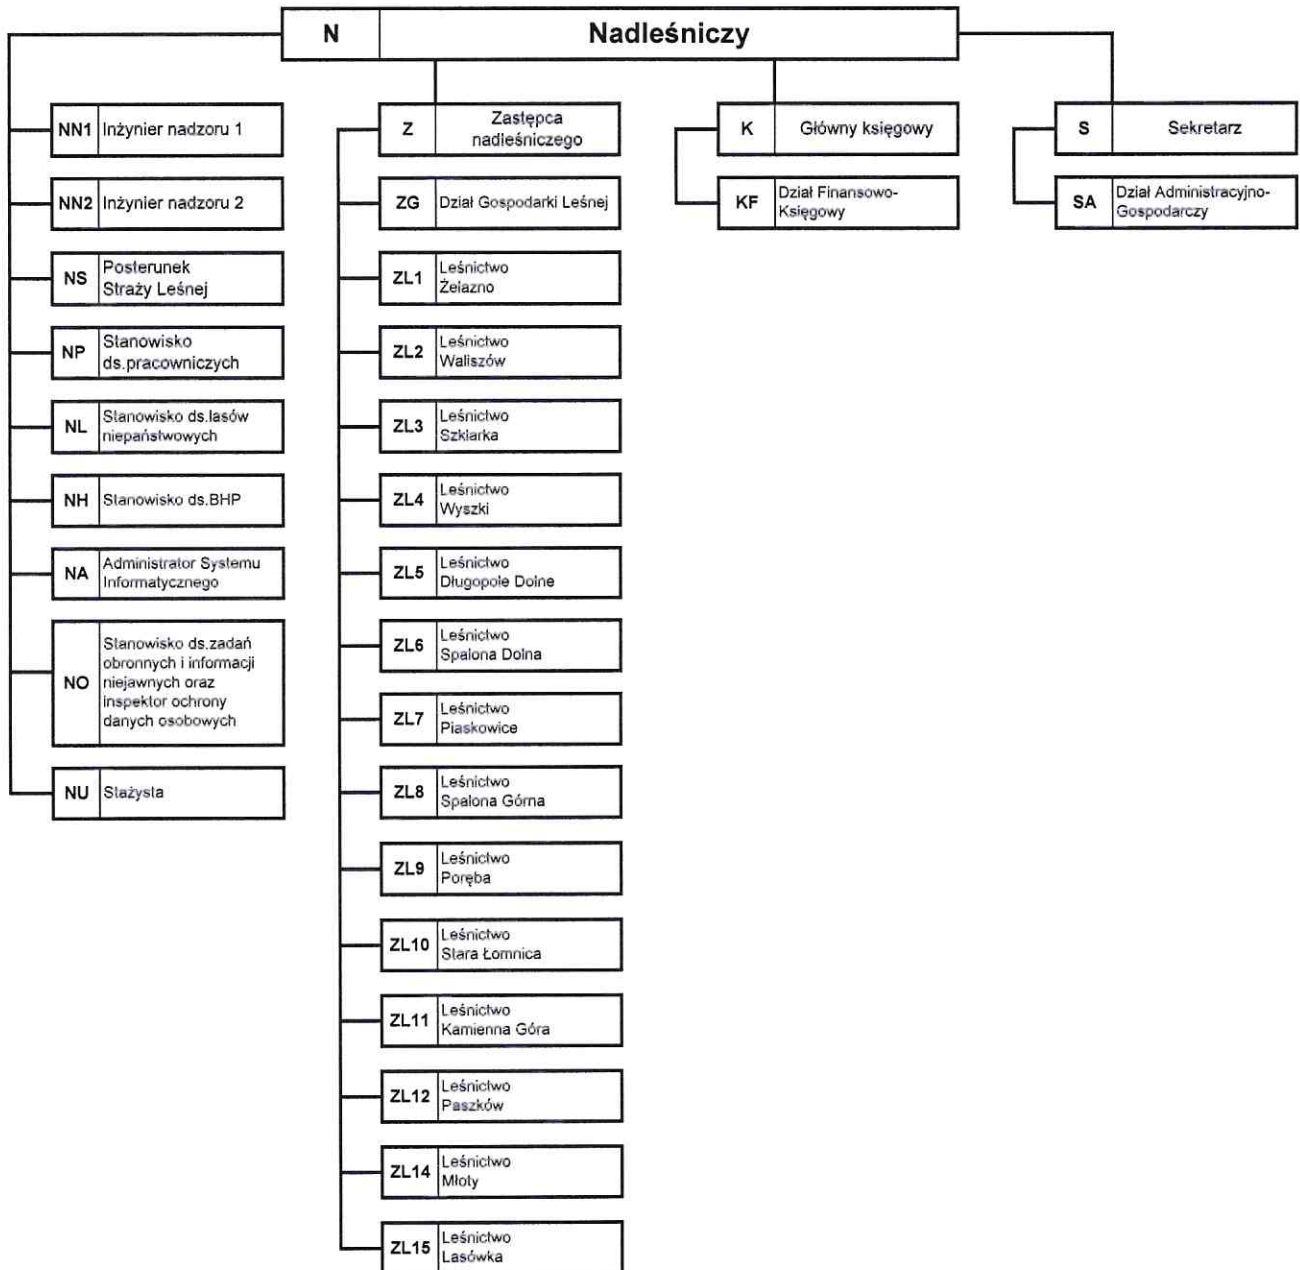 N Nadleśniczy
NN1 Inżynier nadzoru 1
NN2 Inżynier nadzoru 2
NS Posterunek
Straży Leśnej
NP Stanowisko
ds.pracowniczych
NL Stanowisko ds.lasów
niepaństwowych
NH Stanowisko ds.BHP
NA Administrator Systemu
Informatycznego
NO Stanowisko ds.zadań
obronnych i informacji
niejawnych oraz
inspektor ochrony
danych osobowych
NU Stażysta
Z Zastępca
nadleśniczego
ZG Dział Gospodarki Leśnej
ZL1 Leśnictwo
Żelazno
ZL2 Leśnictwo
Waliszów
ZL3 Leśnictwo
Szklarka
ZL4 Leśnictwo
Wyszki
ZL5 Leśnictwo
Długopole Dolne
ZL6 Leśnictwo
Spalona Dolna
ZL7 Leśnictwo
Piaskowice
ZL8 Leśnictwo
Spalona Górna
ZL9 Leśnictwo
Poręba
ZL10 Leśnictwo
Stara Łomnica
ZL11 Leśnictwo
Kamienna Góra
ZL12 Leśnictwo
Paszków
ZL14 Leśnictwo
Młoty
ZL15 Leśnictwo
Lasówka
K Główny księgowy
KF Dział Finansowo-
Księgowy
S Sekretarz
SA Dział Administracyjno-
Gospodarczy